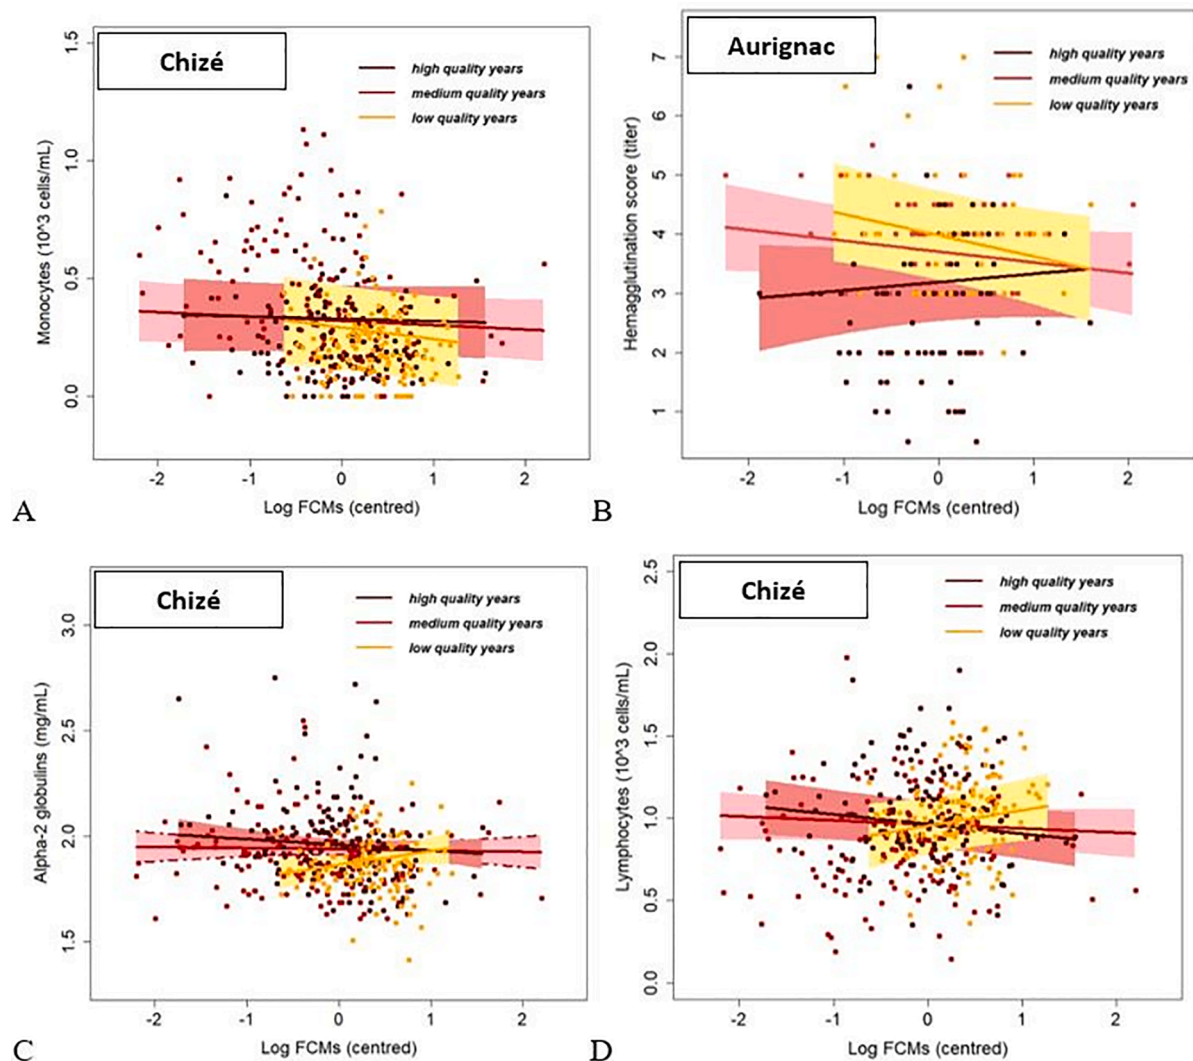 Chizé
high quality years
medium quality years
low quality years
Monocytes (10^3 cells/mL)
1.5
1.0
0.5
0.0
-2
-1
0
1
2
Log FCMs (centred)
A
Aurignac
high quality years
medium quality years
low quality years
Hemagglutination score (titer)
7
6
5
4
3
2
1
-2
-1
0
1
2
Log FCMs (centred)
B
Chizé
high quality years
medium quality years
low quality years
Alpha-2 globulins (mg/mL)
3.0
2.5
2.0
1.5
-2
-1
0
1
2
Log FCMs (centred)
C
Chizé
high quality years
medium quality years
low quality years
Lymphocytes (10^3 cells/mL)
2.5
2.0
1.5
1.0
0.5
0.0
-2
-1
0
1
2
Log FCMs (centred)
D